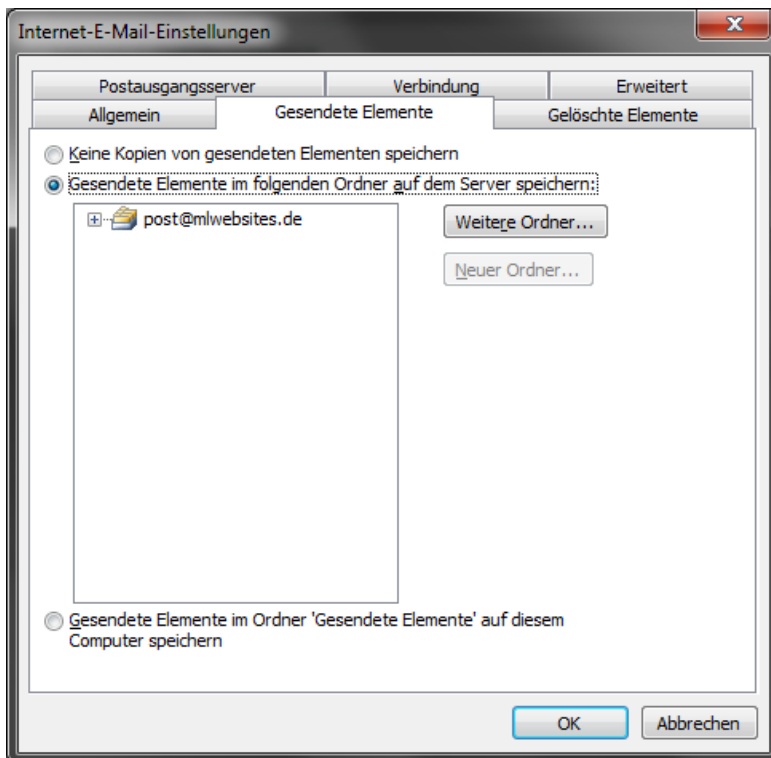 Internet-E-Mail-Einstellungen
Postausgangsserver Verbindung Erweitert
Allgemein Gesendete Elemente Gelöschte Elemente
Keine Kopien von gesendeten Elementen speichern
Gesendete Elemente im folgenden Ordner auf dem Server speichern:
post@mlwebsites.de Weitere Ordner...
Neuer Ordner...
Gesendete Elemente im Ordner 'Gesendete Elemente' auf diesem
Computer speichern
OK Abbrechen